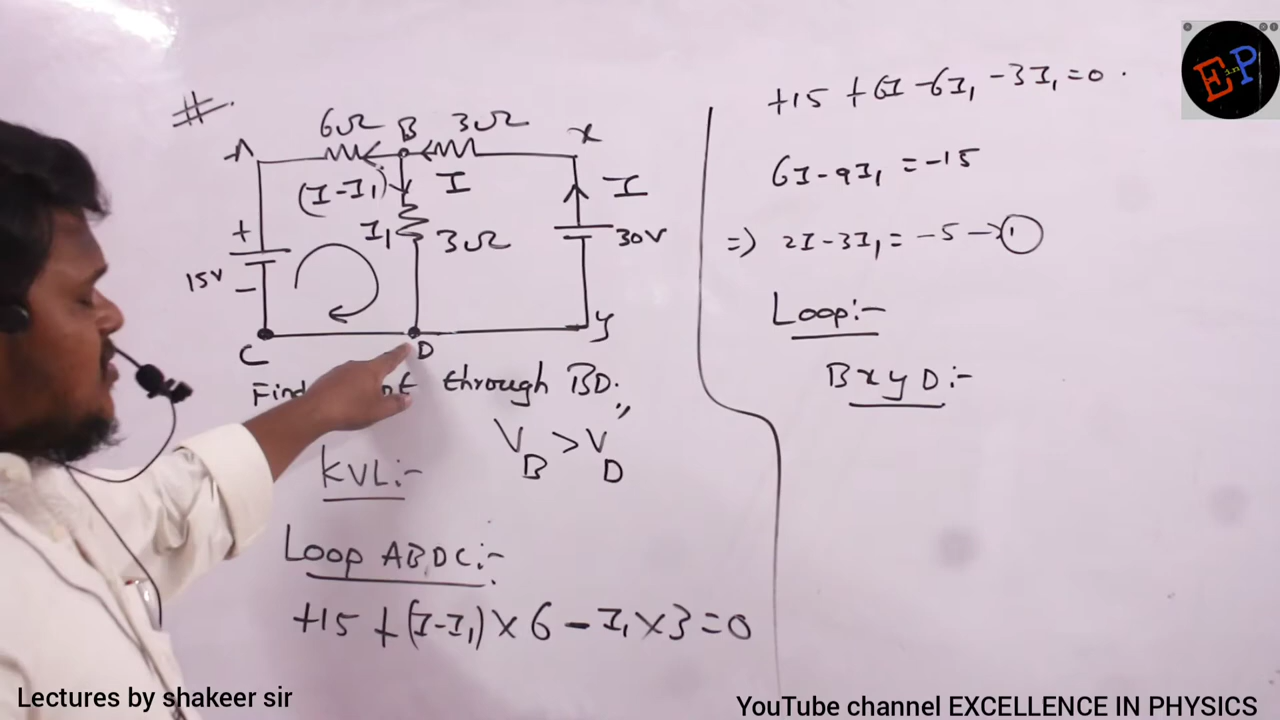 #.
6Ω B 3Ω
A x
(I-I₁) I I
+ I₁ 3Ω 30V
15V
-
C D y
Find through BD.
V_B > V_D
KVL:-
Loop ABDC:-
+15 + (I-I₁) × 6 - I₁ × 3 = 0
+15 + 6I - 6I₁ - 3I₁ = 0 .
6I - 9I₁ = -15
=> 2I - 3I₁ = -5 → 1
Loop:-
B x y D:-
E in P
Lectures by shakeer sir
YouTube channel EXCELLENCE IN PHYSICS